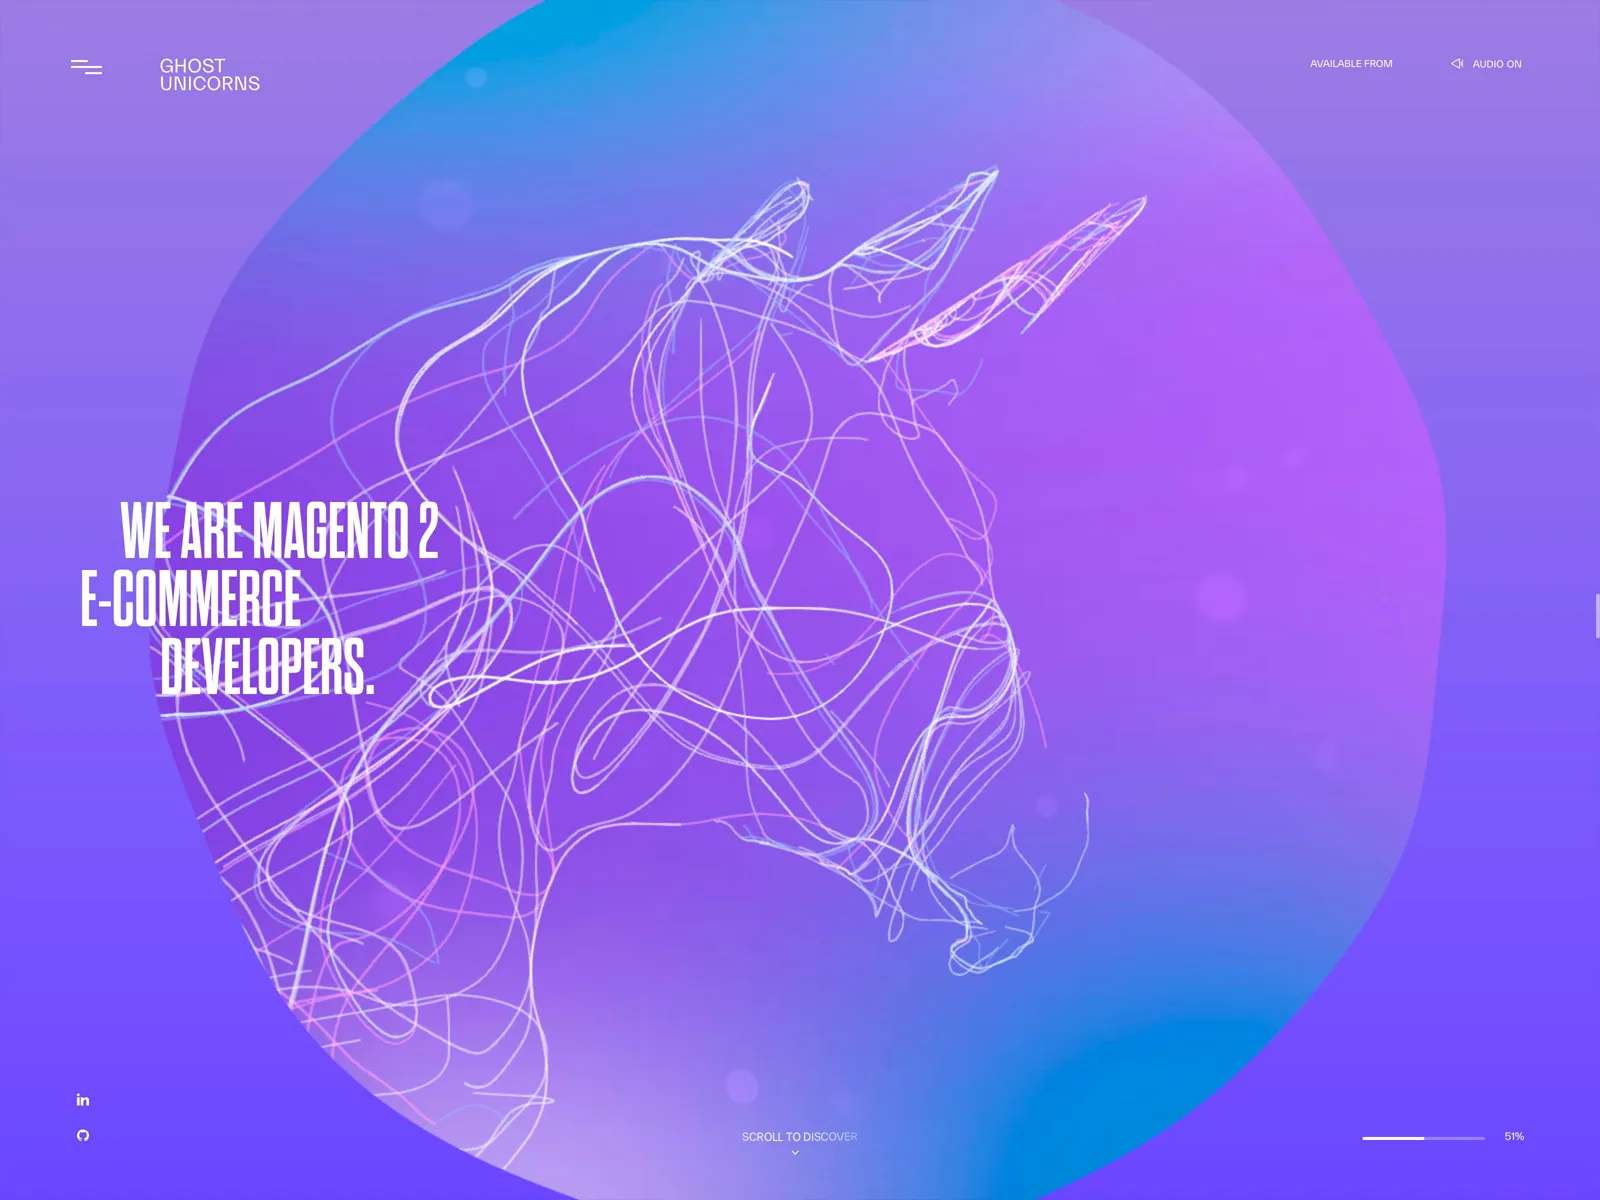 GHOST
UNICORNS
AVAILABLE FROM
AUDIO ON
WE ARE MAGENTO 2
E-COMMERCE
DEVELOPERS.
in
SCROLL TO DISCOVER
51%